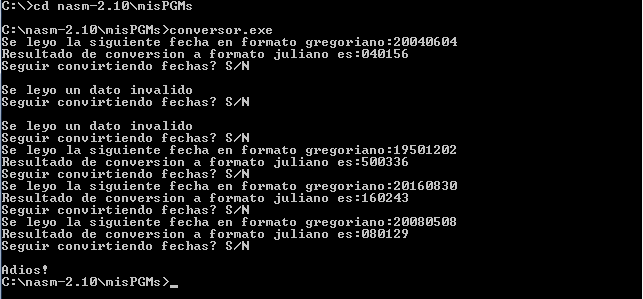 C:\>cd nasm-2.10\misPGMs
C:\nasm-2.10\misPGMs>conversor.exe
Se leyo la siguiente fecha en formato gregoriano:20040604
Resultado de conversion a formato juliano es:040156
Seguir convirtiendo fechas? S/N
Se leyo un dato invalido
Seguir convirtiendo fechas? S/N
Se leyo un dato invalido
Seguir convirtiendo fechas? S/N
Se leyo la siguiente fecha en formato gregoriano:19501202
Resultado de conversion a formato juliano es:500336
Seguir convirtiendo fechas? S/N
Se leyo la siguiente fecha en formato gregoriano:20160830
Resultado de conversion a formato juliano es:160243
Seguir convirtiendo fechas? S/N
Se leyo la siguiente fecha en formato gregoriano:20080508
Resultado de conversion a formato juliano es:080129
Seguir convirtiendo fechas? S/N
Adios!
C:\nasm-2.10\misPGMs>_